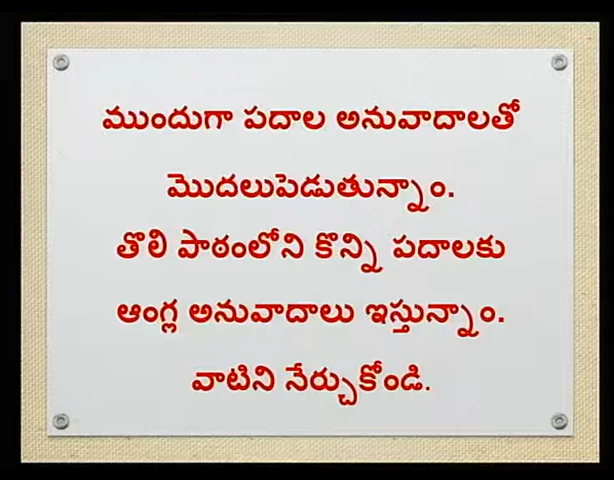 ముందుగా పదాల అనువాదాలతో
మొదలుపెడుతున్నాం.
తొలి పాఠంలోని కొన్ని పదాలకు
ఆంగ్ల అనువాదాలు ఇస్తున్నాం.
వాటిని నేర్చుకోండి.